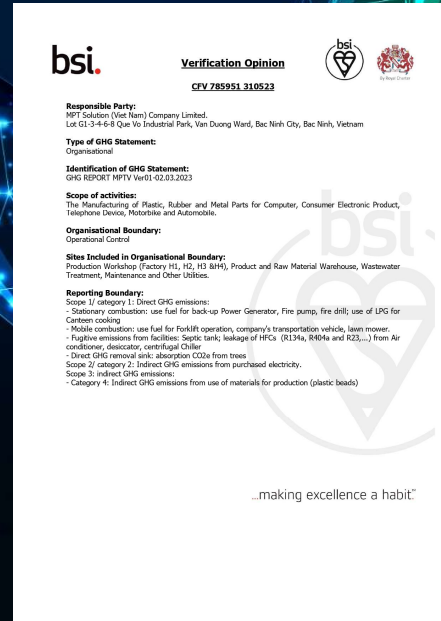 bsi.
Verification Opinion
bsi
By Royal Charter
CFV 785951 310523
Responsible Party:
MPT Solution (Viet Nam) Company Limited.
Lot G1-3-4-6-8 Que Vo Industrial Park, Van Duong Ward, Bac Ninh City, Bac Ninh, Vietnam
Type of GHG Statement:
Organisational
Identification of GHG Statement:
GHG REPORT MPTV Ver01-02.03.2023
Scope of activities:
The Manufacturing of Plastic, Rubber and Metal Parts for Computer, Consumer Electronic Product,
Telephone Device, Motorbike and Automobile.
Organisational Boundary:
Operational Control
Sites Included in Organisational Boundary:
Production Workshop (Factory H1, H2, H3 &H4), Product and Raw Material Warehouse, Wastewater
Treatment, Maintenance and Other Utilities.
Reporting Boundary:
Scope 1/ category 1: Direct GHG emissions:
- Stationary combustion: use fuel for back-up Power Generator, Fire pump, fire drill; use of LPG for
Canteen cooking
- Mobile combustion: use fuel for Forklift operation, company's transportation vehicle, lawn mower.
- Fugitive emissions from facilities: Septic tank; leakage of HFCs (R134a, R404a and R23,...) from Air
conditioner, desiccator, centrifugal Chiller
- Direct GHG removal sink: absorption CO2e from trees
Scope 2/ category 2: Indirect GHG emissions from purchased electricity.
Scope 3: indirect GHG emissions:
- Category 4: Indirect GHG emissions from use of materials for production (plastic beads)
bsi
...making excellence a habit.™